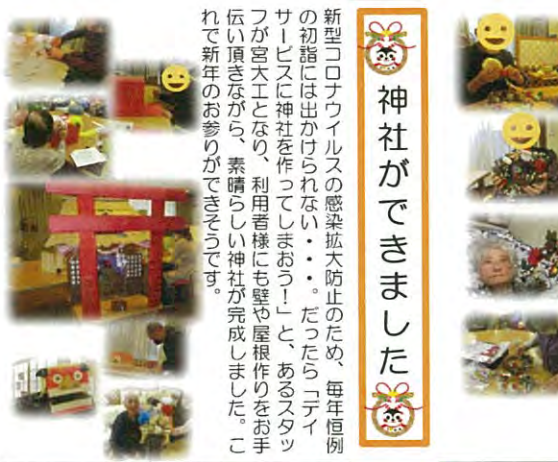 神社ができました
新型コロナウイルスの感染拡大防止のため、毎年恒例
の初詣には出かけられない・・・。だったら「デイ
サービスに神社を作ってしまおう！」と、あるスタッ
フが宮大工となり、利用者様にも壁や屋根作りをお手
伝い頂きながら、素晴らしい神社が完成しました。こ
れで新年のお参りができそうです。